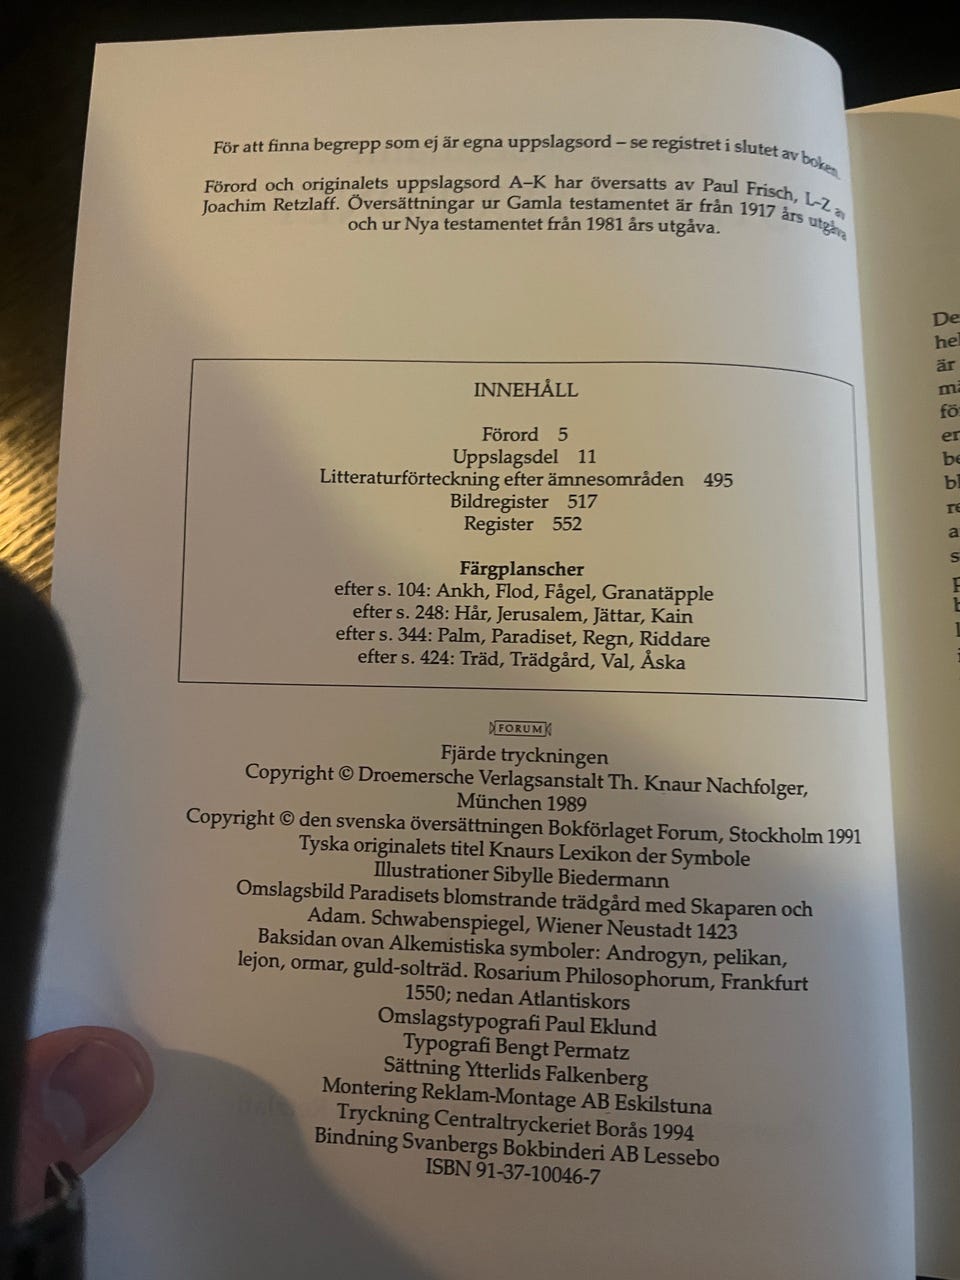 För att finna begrepp som ej är egna uppslagsord – se registret i slutet av boken.
Förord och originalets uppslagsord A–K har översatts av Paul Frisch, L–Z av
Joachim Retzlaff. Översättningar ur Gamla testamentet är från 1917 års utgåva
och ur Nya testamentet från 1981 års utgåva.
INNEHÅLL
Förord 5
Uppslagsdel 11
Litteraturförteckning efter ämnesområden 495
Bildregister 517
Register 552
Färgplanscher
efter s. 104: Ankh, Flod, Fågel, Granatäpple
efter s. 248: Hår, Jerusalem, Jättar, Kain
efter s. 344: Palm, Paradiset, Regn, Riddare
efter s. 424: Träd, Trädgård, Val, Åska
FORUM
Fjärde tryckningen
Copyright © Droemersche Verlagsanstalt Th. Knaur Nachfolger,
München 1989
Copyright © den svenska översättningen Bokförlaget Forum, Stockholm 1991
Tyska originalets titel Knaurs Lexikon der Symbole
Illustrationer Sibylle Biedermann
Omslagsbild Paradisets blomstrande trädgård med Skaparen och
Adam. Schwabenspiegel, Wiener Neustadt 1423
Baksidan ovan Alkemistiska symboler: Androgyn, pelikan,
lejon, ormar, guld-solträd. Rosarium Philosophorum, Frankfurt
1550; nedan Atlantiskors
Omslagstypografi Paul Eklund
Typografi Bengt Permatz
Sättning Ytterlids Falkenberg
Montering Reklam-Montage AB Eskilstuna
Tryckning Centraltryckeriet Borås 1994
Bindning Svanbergs Bokbinderi AB Lessebo
ISBN 91-37-10046-7